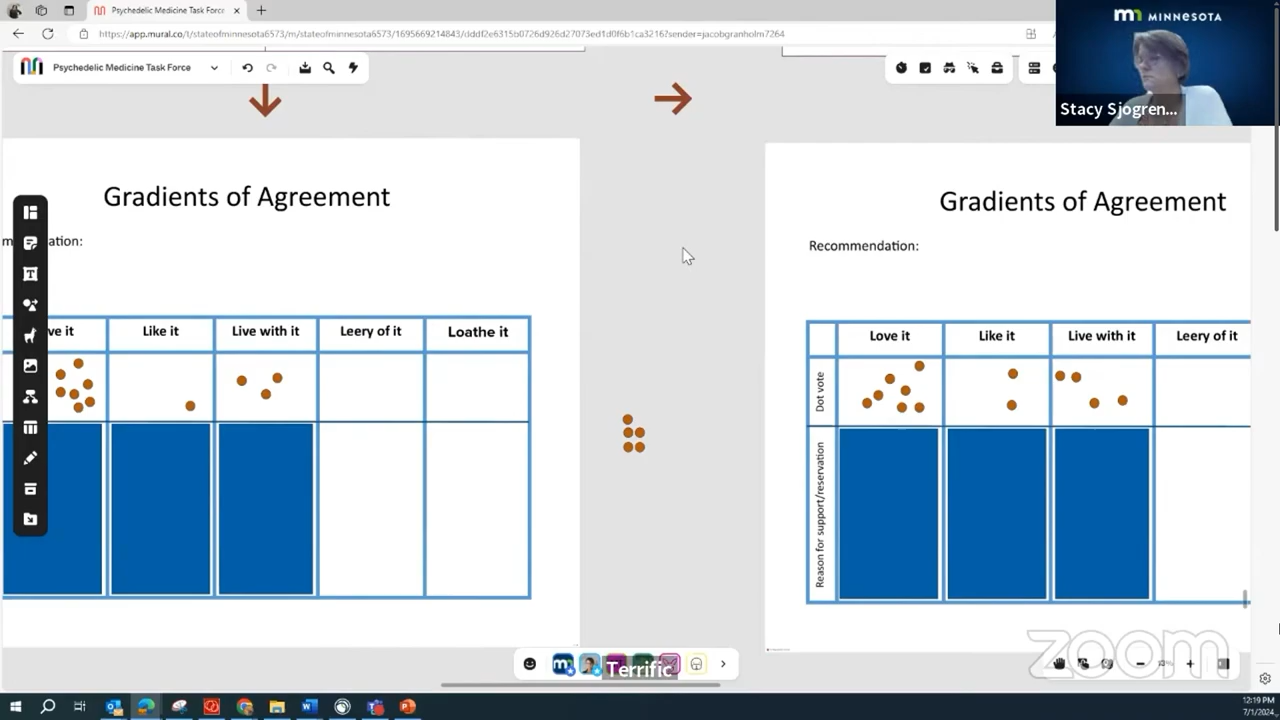 Psychedelic Medicine Task Force
https://app.mural.co/t/stateofminnesota6573/m/stateofminnesota6573/1695669214843/dddf2e6315b0726d926d27073ed1d0f6b1ca3216?sender=jacobgranholm7264
MINNESOTA
Stacy Sjogren...
Psychedelic Medicine Task Force
Gradients of Agreement
ation:
ve it
Like it
Live with it
Leery of it
Loathe it
Gradients of Agreement
Recommendation:
Love it
Like it
Live with it
Leery of it
Dot vote
Reason for support/reservation
Terrific
zoom
12:19 PM
7/1/2024